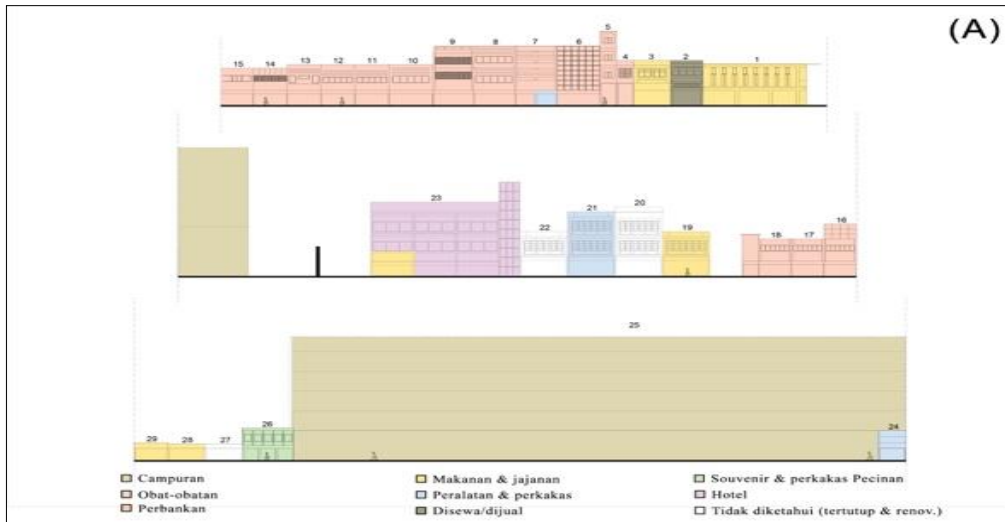 (A)
5
9 8 7 6
15 14 13 12 11 10 4 3 2 1
23 22 21 20 19 18 17 16
25
29 28 27 26 24
Campuran Makanan & jajanan Souvenir & perkakas Pecinan
Obat-obatan Peralatan & perkakas Hotel
Perbankan Disewa/dijual Tidak diketahui (tertutup & renov.)